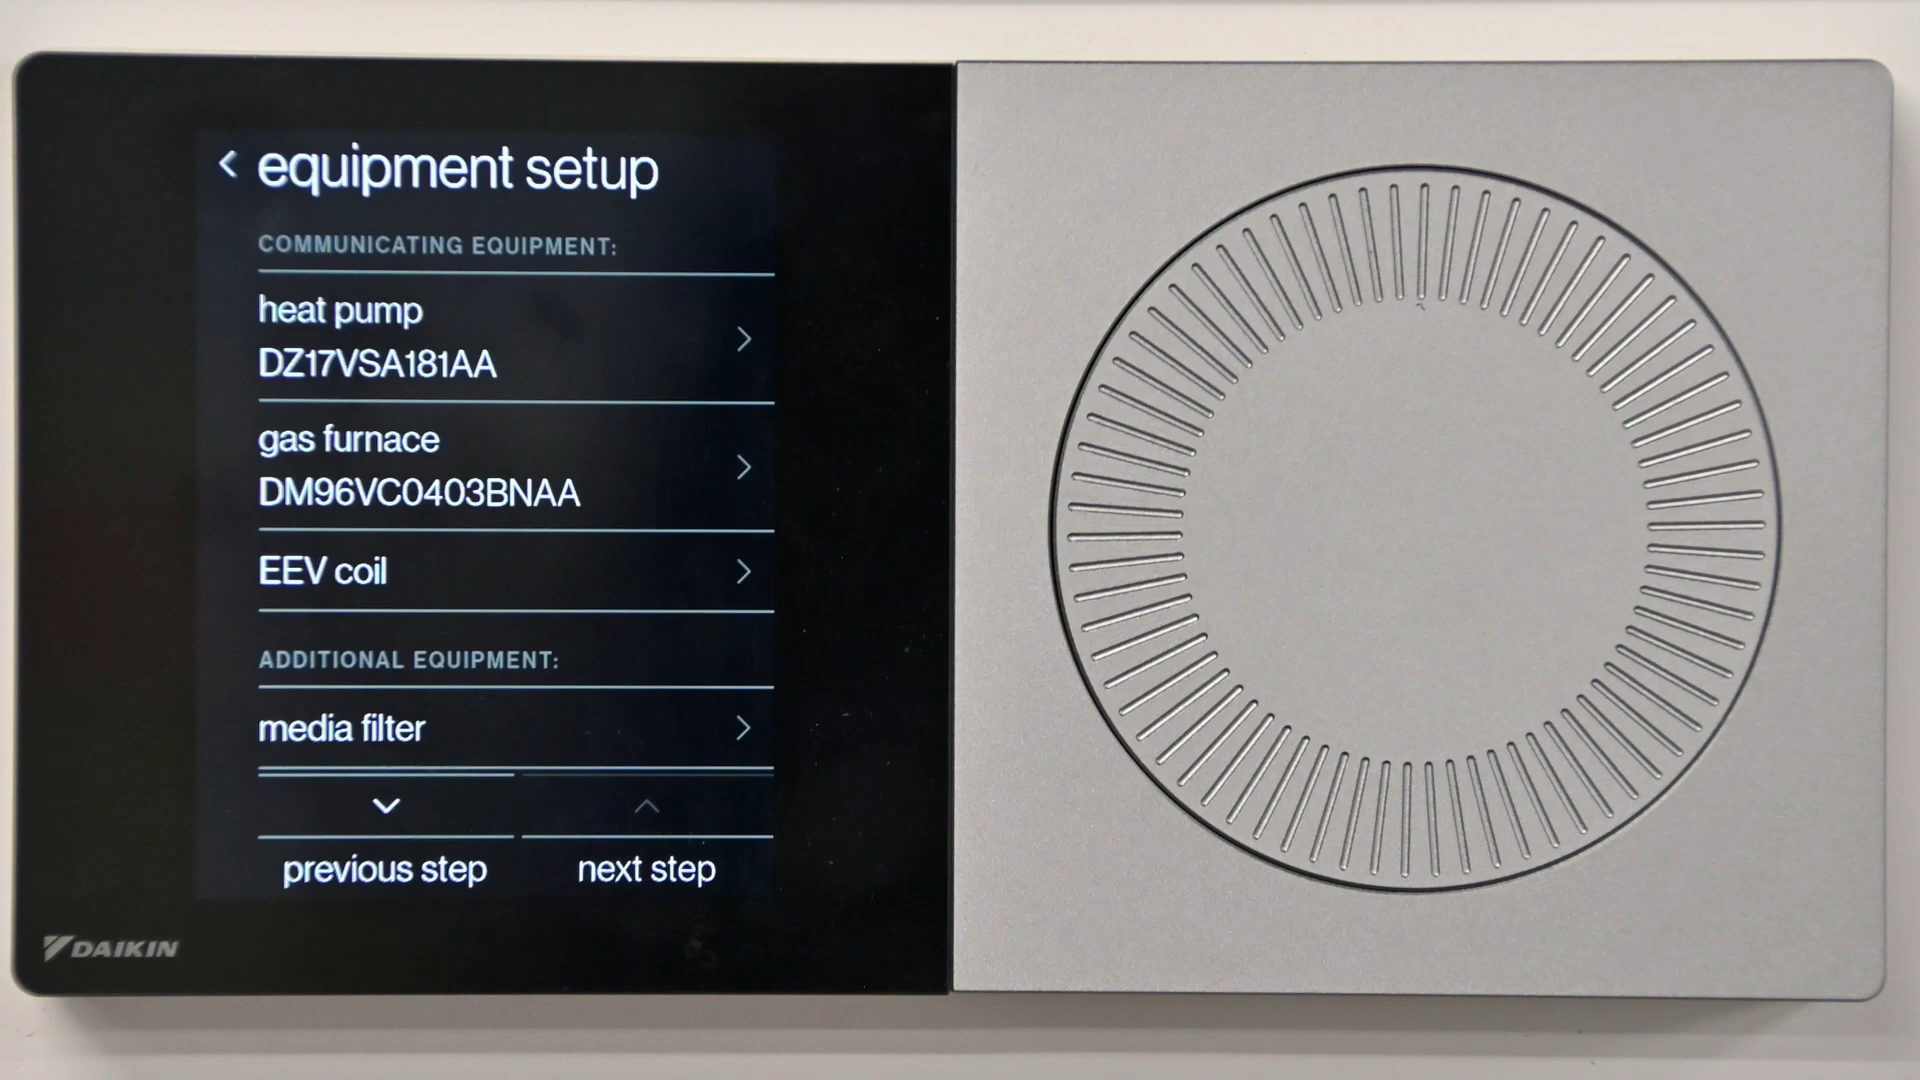 equipment setup
COMMUNICATING EQUIPMENT:
heat pump
DZ17VSA181AA
gas furnace
DM96VC0403BNAA
EEV coil
ADDITIONAL EQUIPMENT:
media filter
previous step
next step
DAIKIN